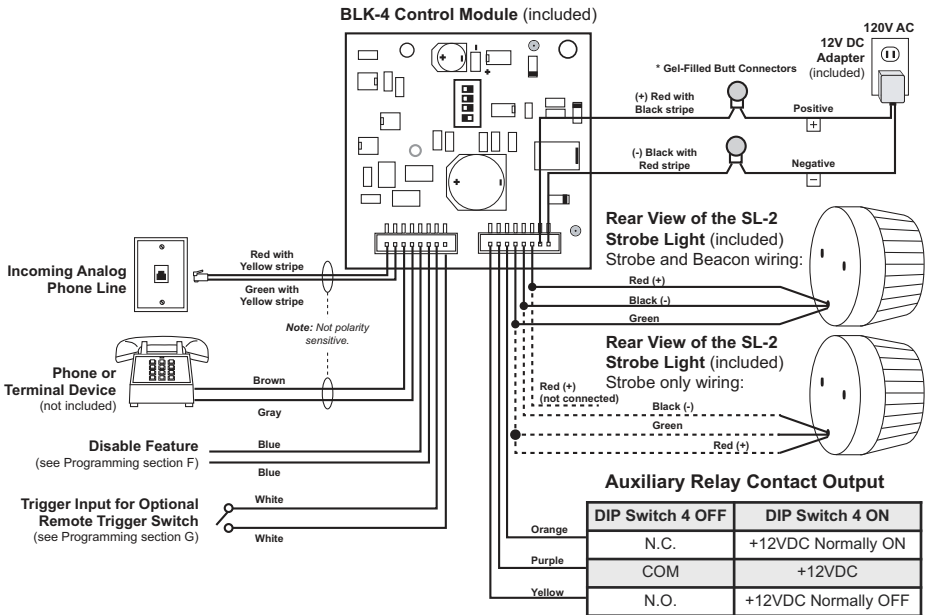 BLK-4 Control Module (included)
120V AC
12V DC
Adapter
(included)
* Gel-Filled Butt Connectors
(+) Red with
Black stripe
Positive
+
(-) Black with
Red stripe
Negative
−
Incoming Analog
Phone Line
Red with
Yellow stripe
Green with
Yellow stripe
Note: Not polarity
sensitive.
Phone or
Terminal Device
(not included)
Brown
Gray
Disable Feature
(see Programming section F)
Blue
Blue
Trigger Input for Optional
Remote Trigger Switch
(see Programming section G)
White
White
Rear View of the SL-2
Strobe Light (included)
Strobe and Beacon wiring:
Red (+)
Black (-)
Green
Rear View of the SL-2
Strobe Light (included)
Strobe only wiring:
Red (+)
(not connected)
Black (-)
Green
Red (+)
Auxiliary Relay Contact Output
DIP Switch 4 OFF DIP Switch 4 ON
Orange N.C. +12VDC Normally ON
Purple COM +12VDC
Yellow N.O. +12VDC Normally OFF